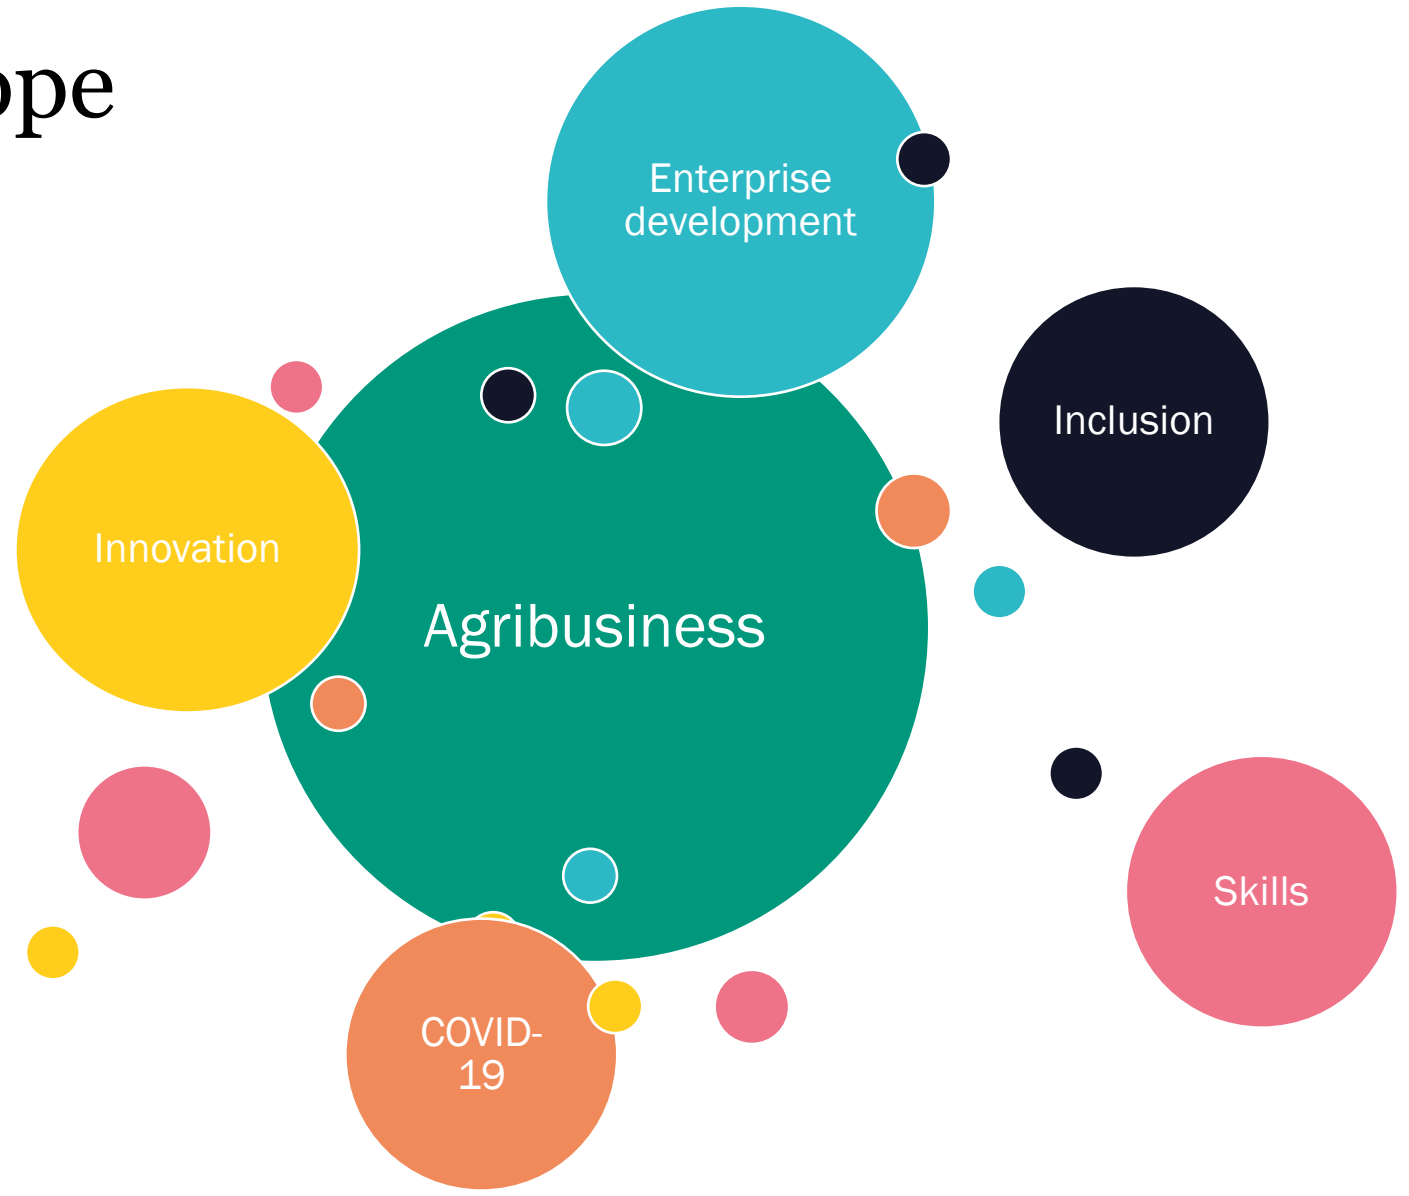 ope
Enterprise
development
Inclusion
Innovation
Agribusiness
Skills
COVID-
19